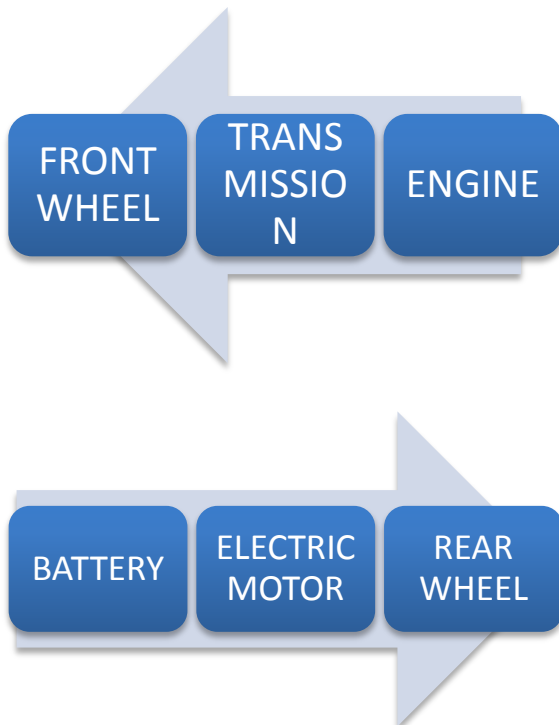 FRONT
WHEEL
TRANS
MISSIO
N
ENGINE
BATTERY
ELECTRIC
MOTOR
REAR
WHEEL